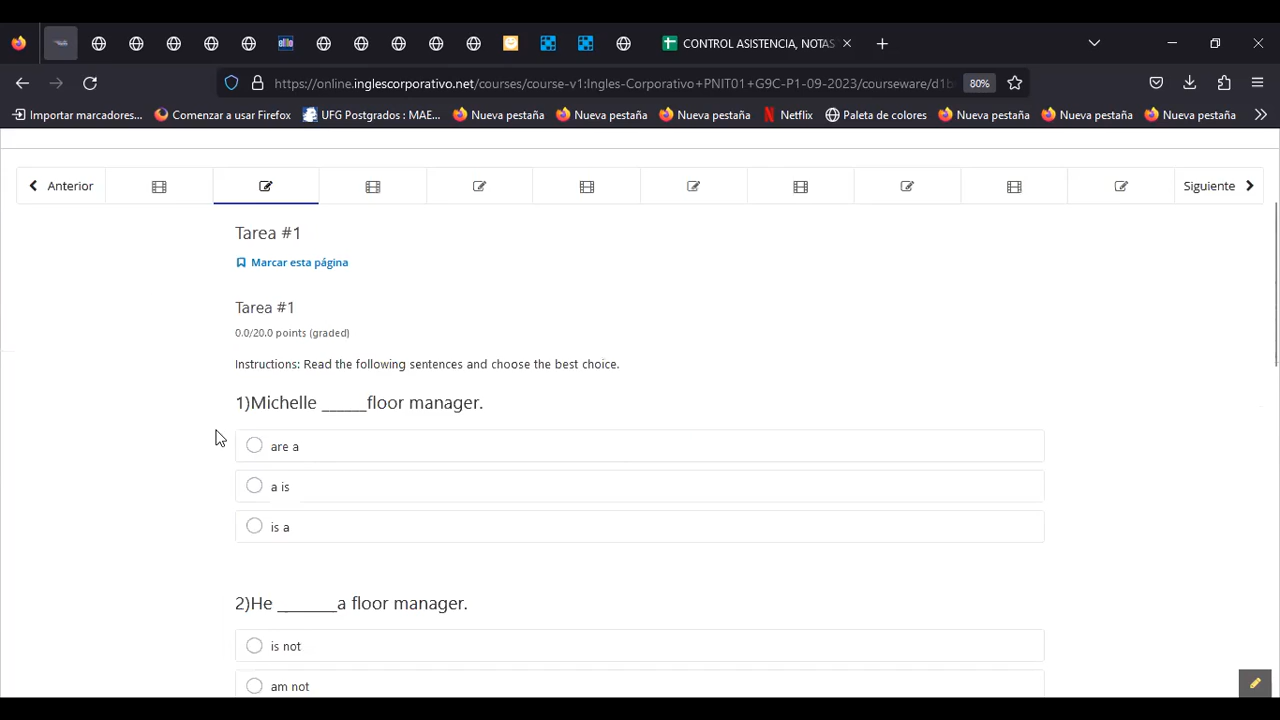 CONTROL ASISTENCIA, NOTAS
https://online.inglescorporativo.net/courses/course-v1:Ingles-Corporativo+PNIT01+G9C-P1-09-2023/courseware/d1b
80%
Importar marcadores... Comenzar a usar Firefox UFG Postgrados : MAE... Nueva pestaña Nueva pestaña Nueva pestaña Netflix Paleta de colores Nueva pestaña Nueva pestaña Nueva pestaña
Anterior Siguiente
Tarea #1
Marcar esta página
Tarea #1
0.0/20.0 points (graded)
Instructions: Read the following sentences and choose the best choice.
1)Michelle ______floor manager.
are a
a is
is a
2)He ________a floor manager.
is not
am not